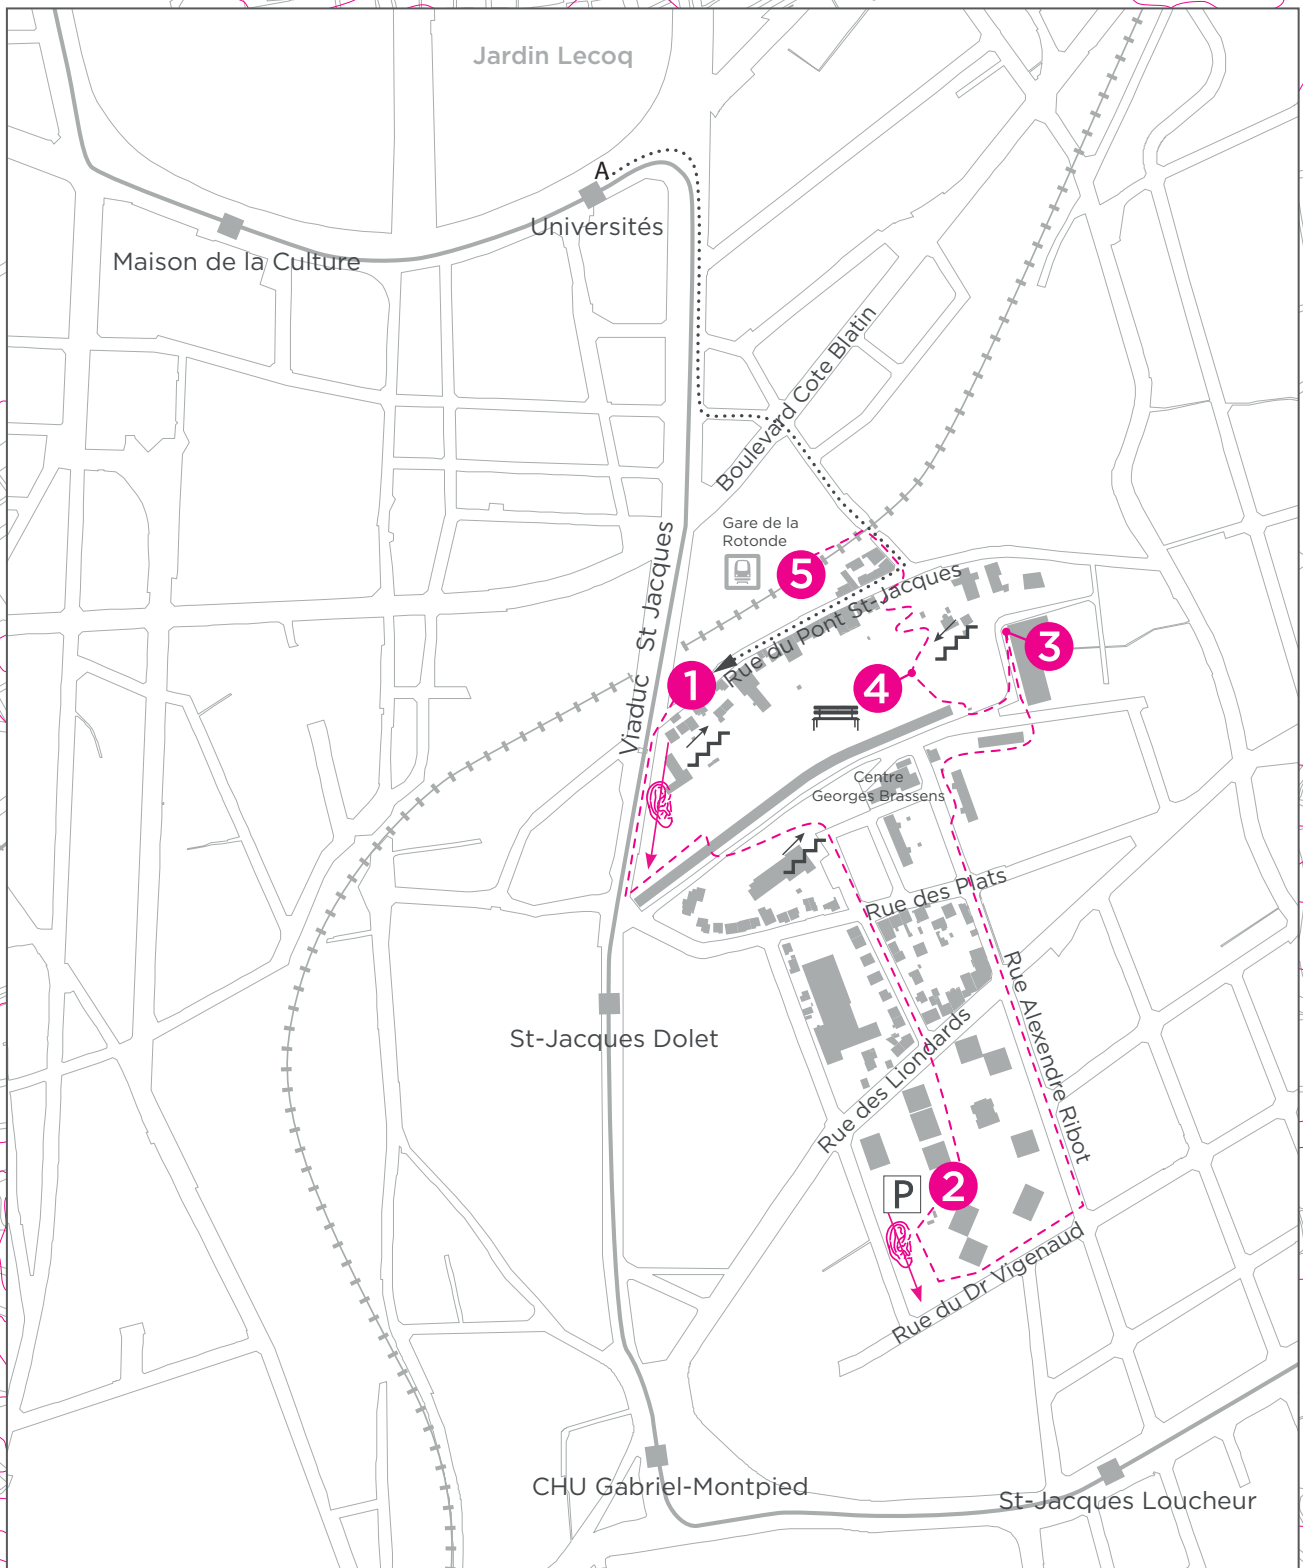 Jardin Lecoq
A
Universités
Maison de la Culture
Boulevard Cote Blatin
Gare de la
Rotonde
5
Viaduc St Jacques
Rue du Pont St-Jacques
3
1
4
Centre
Georges Brassens
Rue des Plats
Rue Alexendre Ribot
St-Jacques Dolet
Rue des Liondards
P
2
Rue du Dr Vigenaud
CHU Gabriel-Montpied
St-Jacques Loucheur